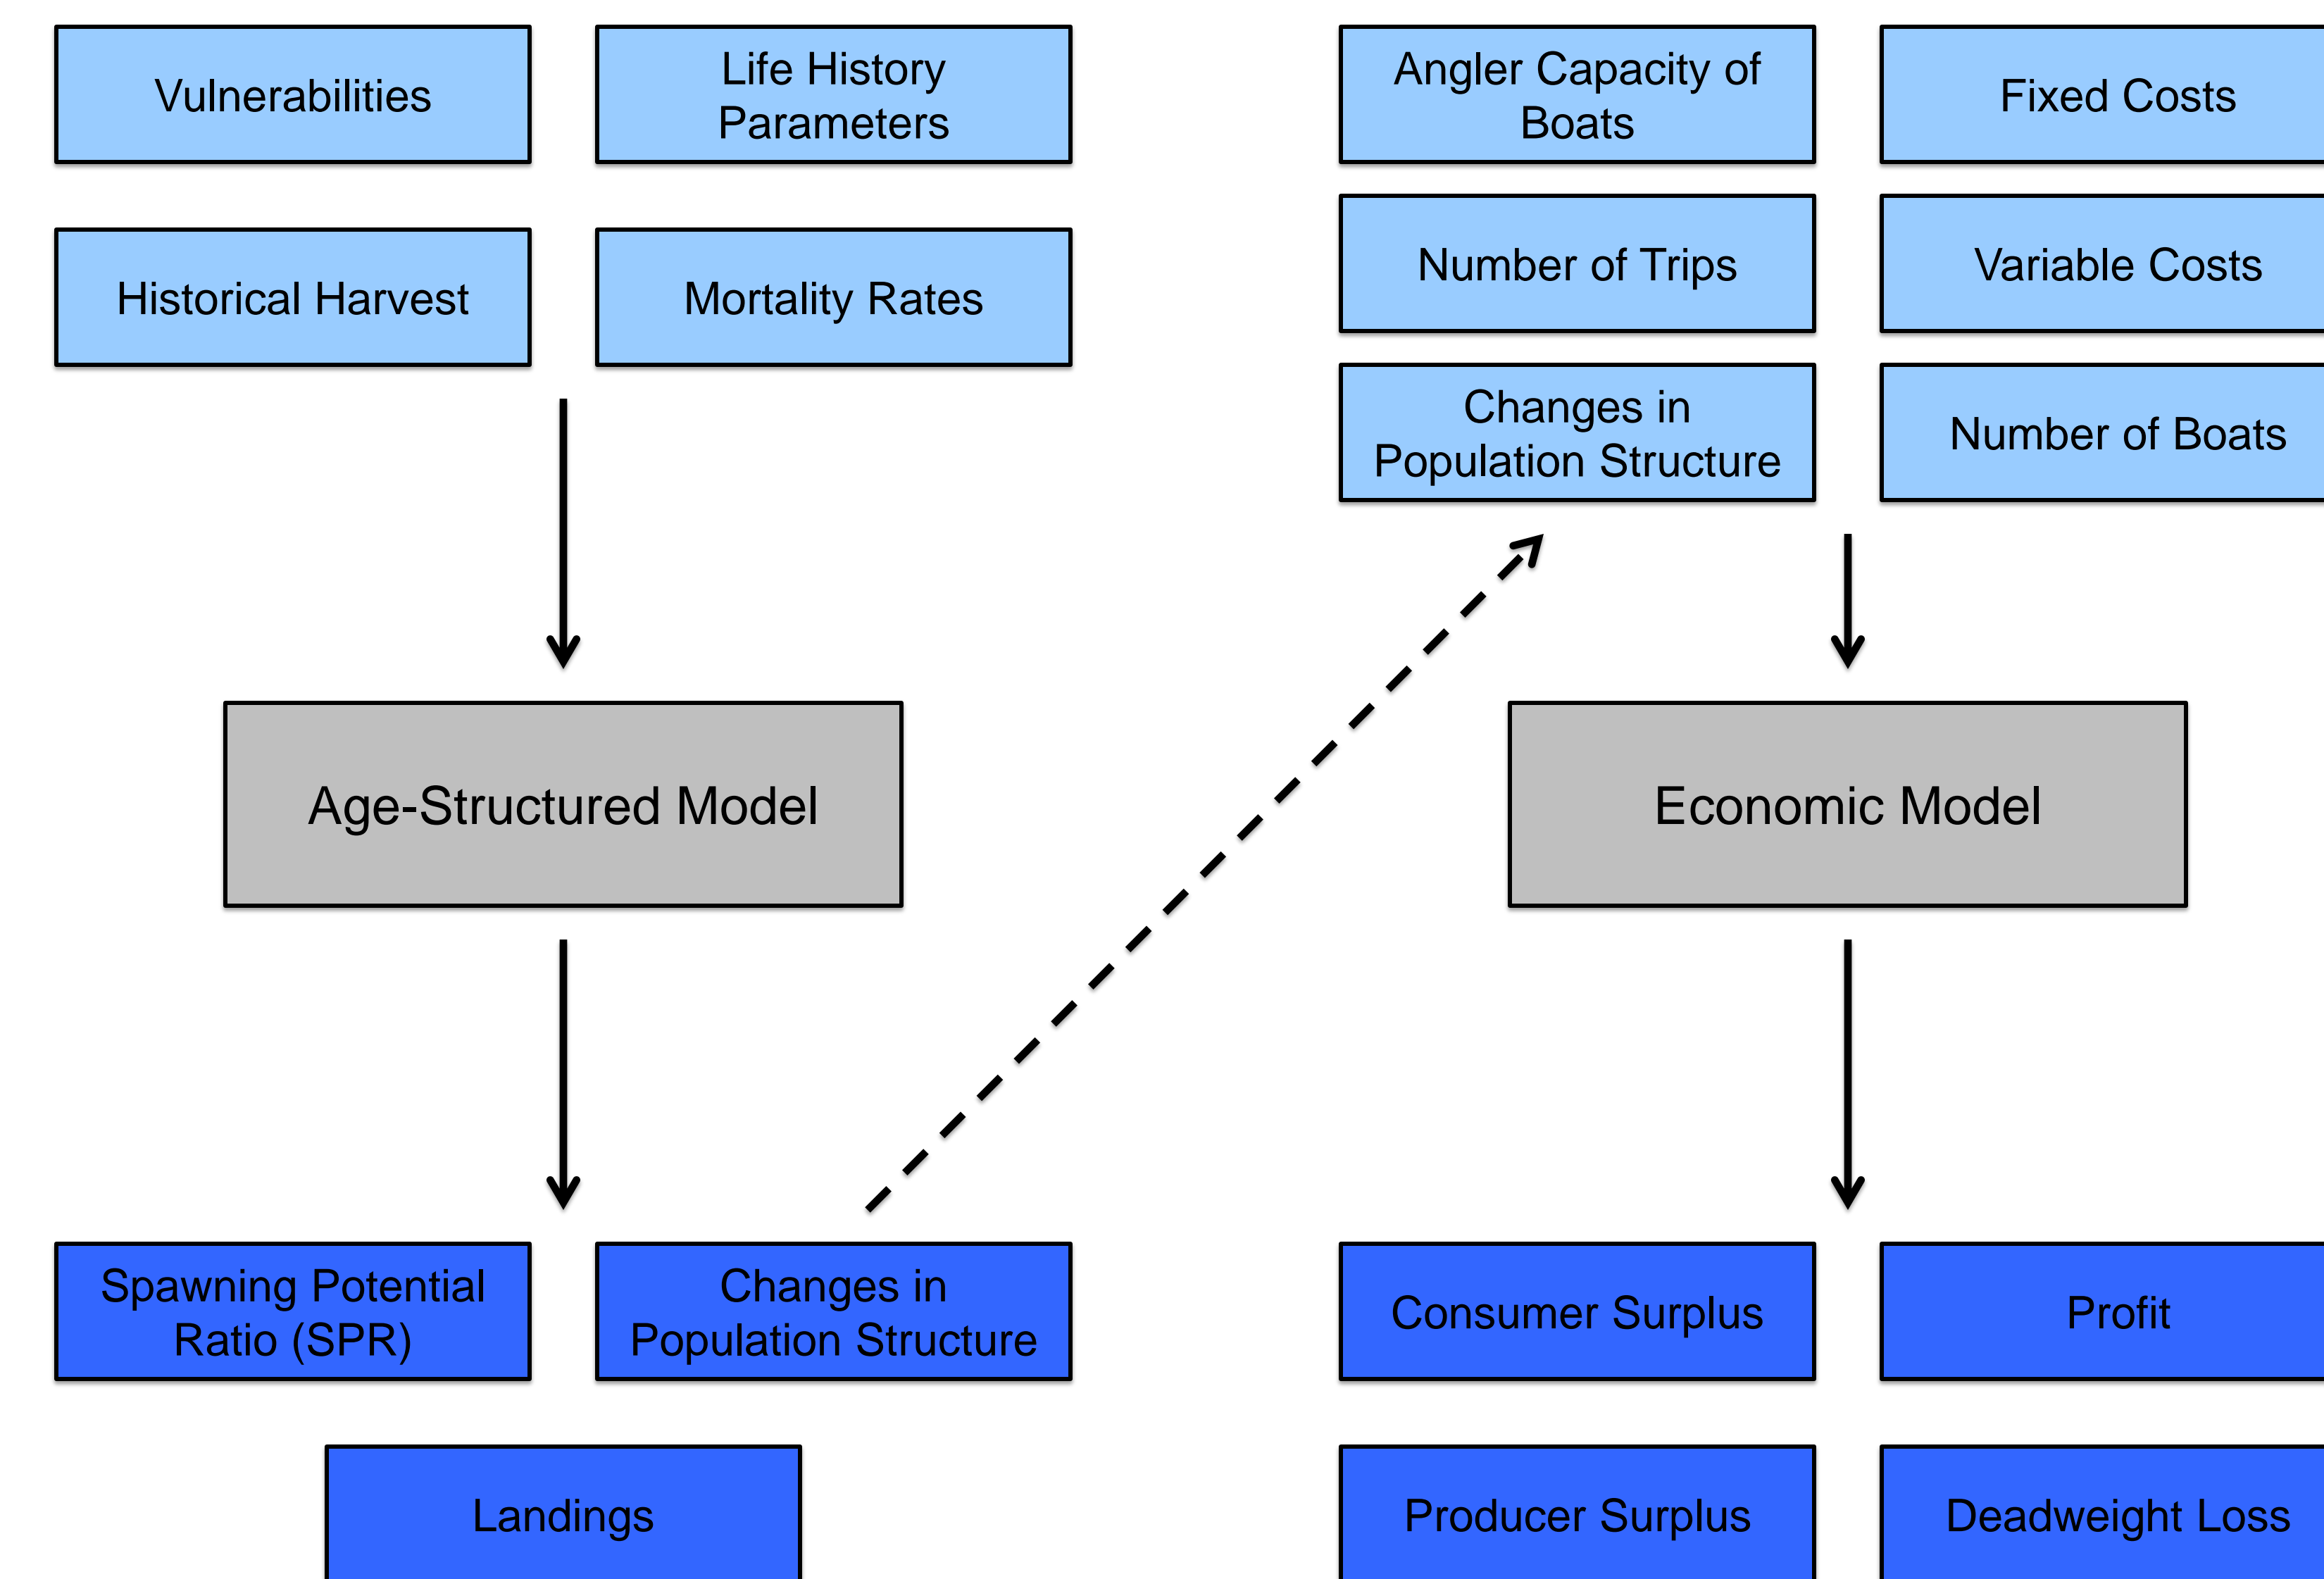 Vulnerabilities
Life History
Parameters
Historical Harvest
Mortality Rates
Angler Capacity of
Boats
Fixed Costs
Number of Trips
Variable Costs
Changes in
Population Structure
Number of Boats
Age-Structured Model
Economic Model
Spawning Potential
Ratio (SPR)
Changes in
Population Structure
Landings
Consumer Surplus
Profit
Producer Surplus
Deadweight Loss